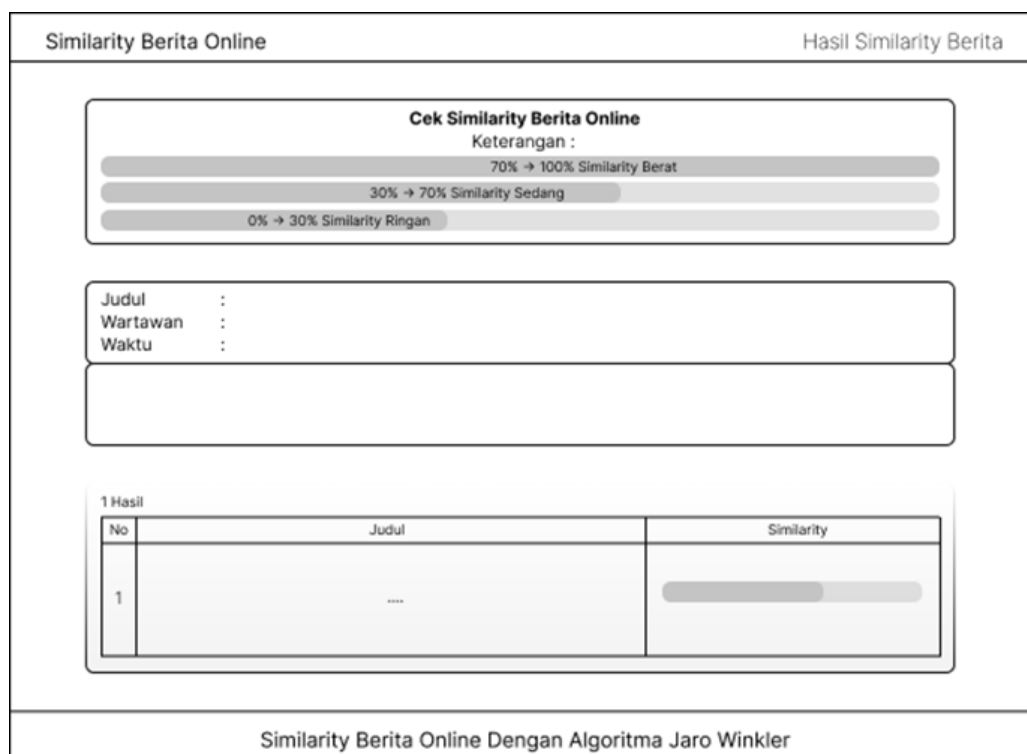 Similarity Berita Online
Hasil Similarity Berita
Cek Similarity Berita Online
Keterangan :
70% → 100% Similarity Berat
30% → 70% Similarity Sedang
0% → 30% Similarity Ringan
Judul :
Wartawan :
Waktu :
1 Hasil
No Judul Similarity
1 ....
Similarity Berita Online Dengan Algoritma Jaro Winkler